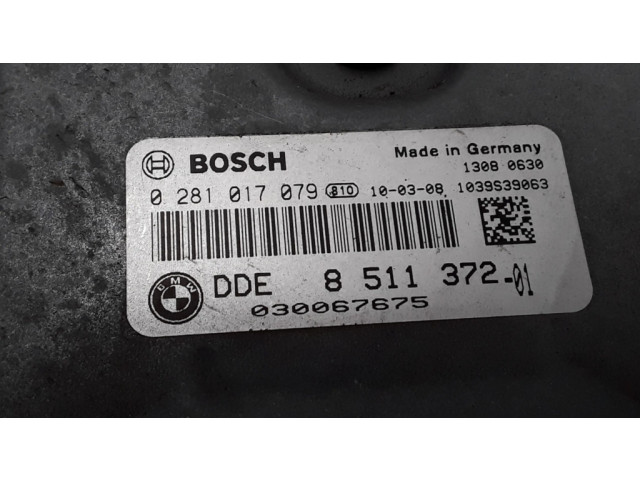 BOSCH
Made in Germany
1308 0630
0 281 017 079 810 10-03-08 1039S39063
BMW
DDE 8 511 372-01
030067675